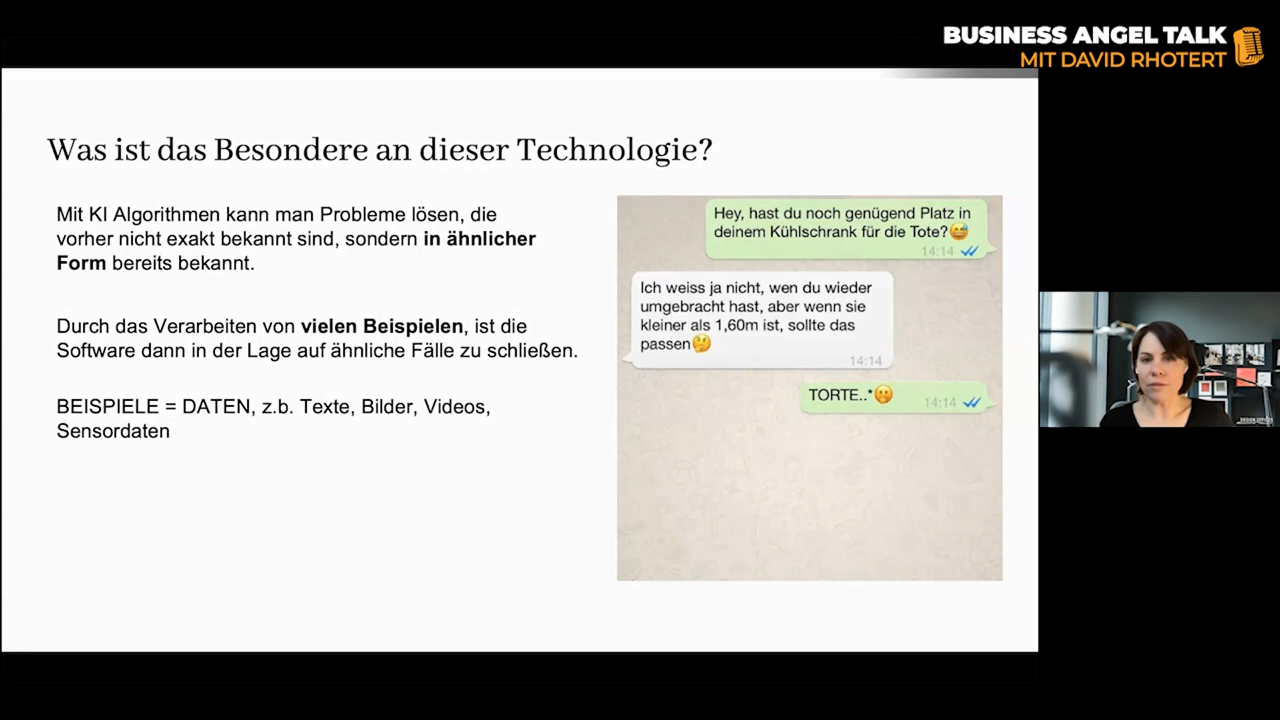 BUSINESS ANGEL TALK
MIT DAVID RHOTERT
Was ist das Besondere an dieser Technologie?
Mit KI Algorithmen kann man Probleme lösen, die
vorher nicht exakt bekannt sind, sondern in ähnlicher
Form bereits bekannt.
Durch das Verarbeiten von vielen Beispielen, ist die
Software dann in der Lage auf ähnliche Fälle zu schließen.
BEISPIELE = DATEN, z.b. Texte, Bilder, Videos,
Sensordaten
Hey, hast du noch genügend Platz in
deinem Kühlschrank für die Tote?😅
14:14
Ich weiss ja nicht, wen du wieder
umgebracht hast, aber wenn sie
kleiner als 1,60m ist, sollte das
passen🤔
14:14
TORTE..*🤭
14:14